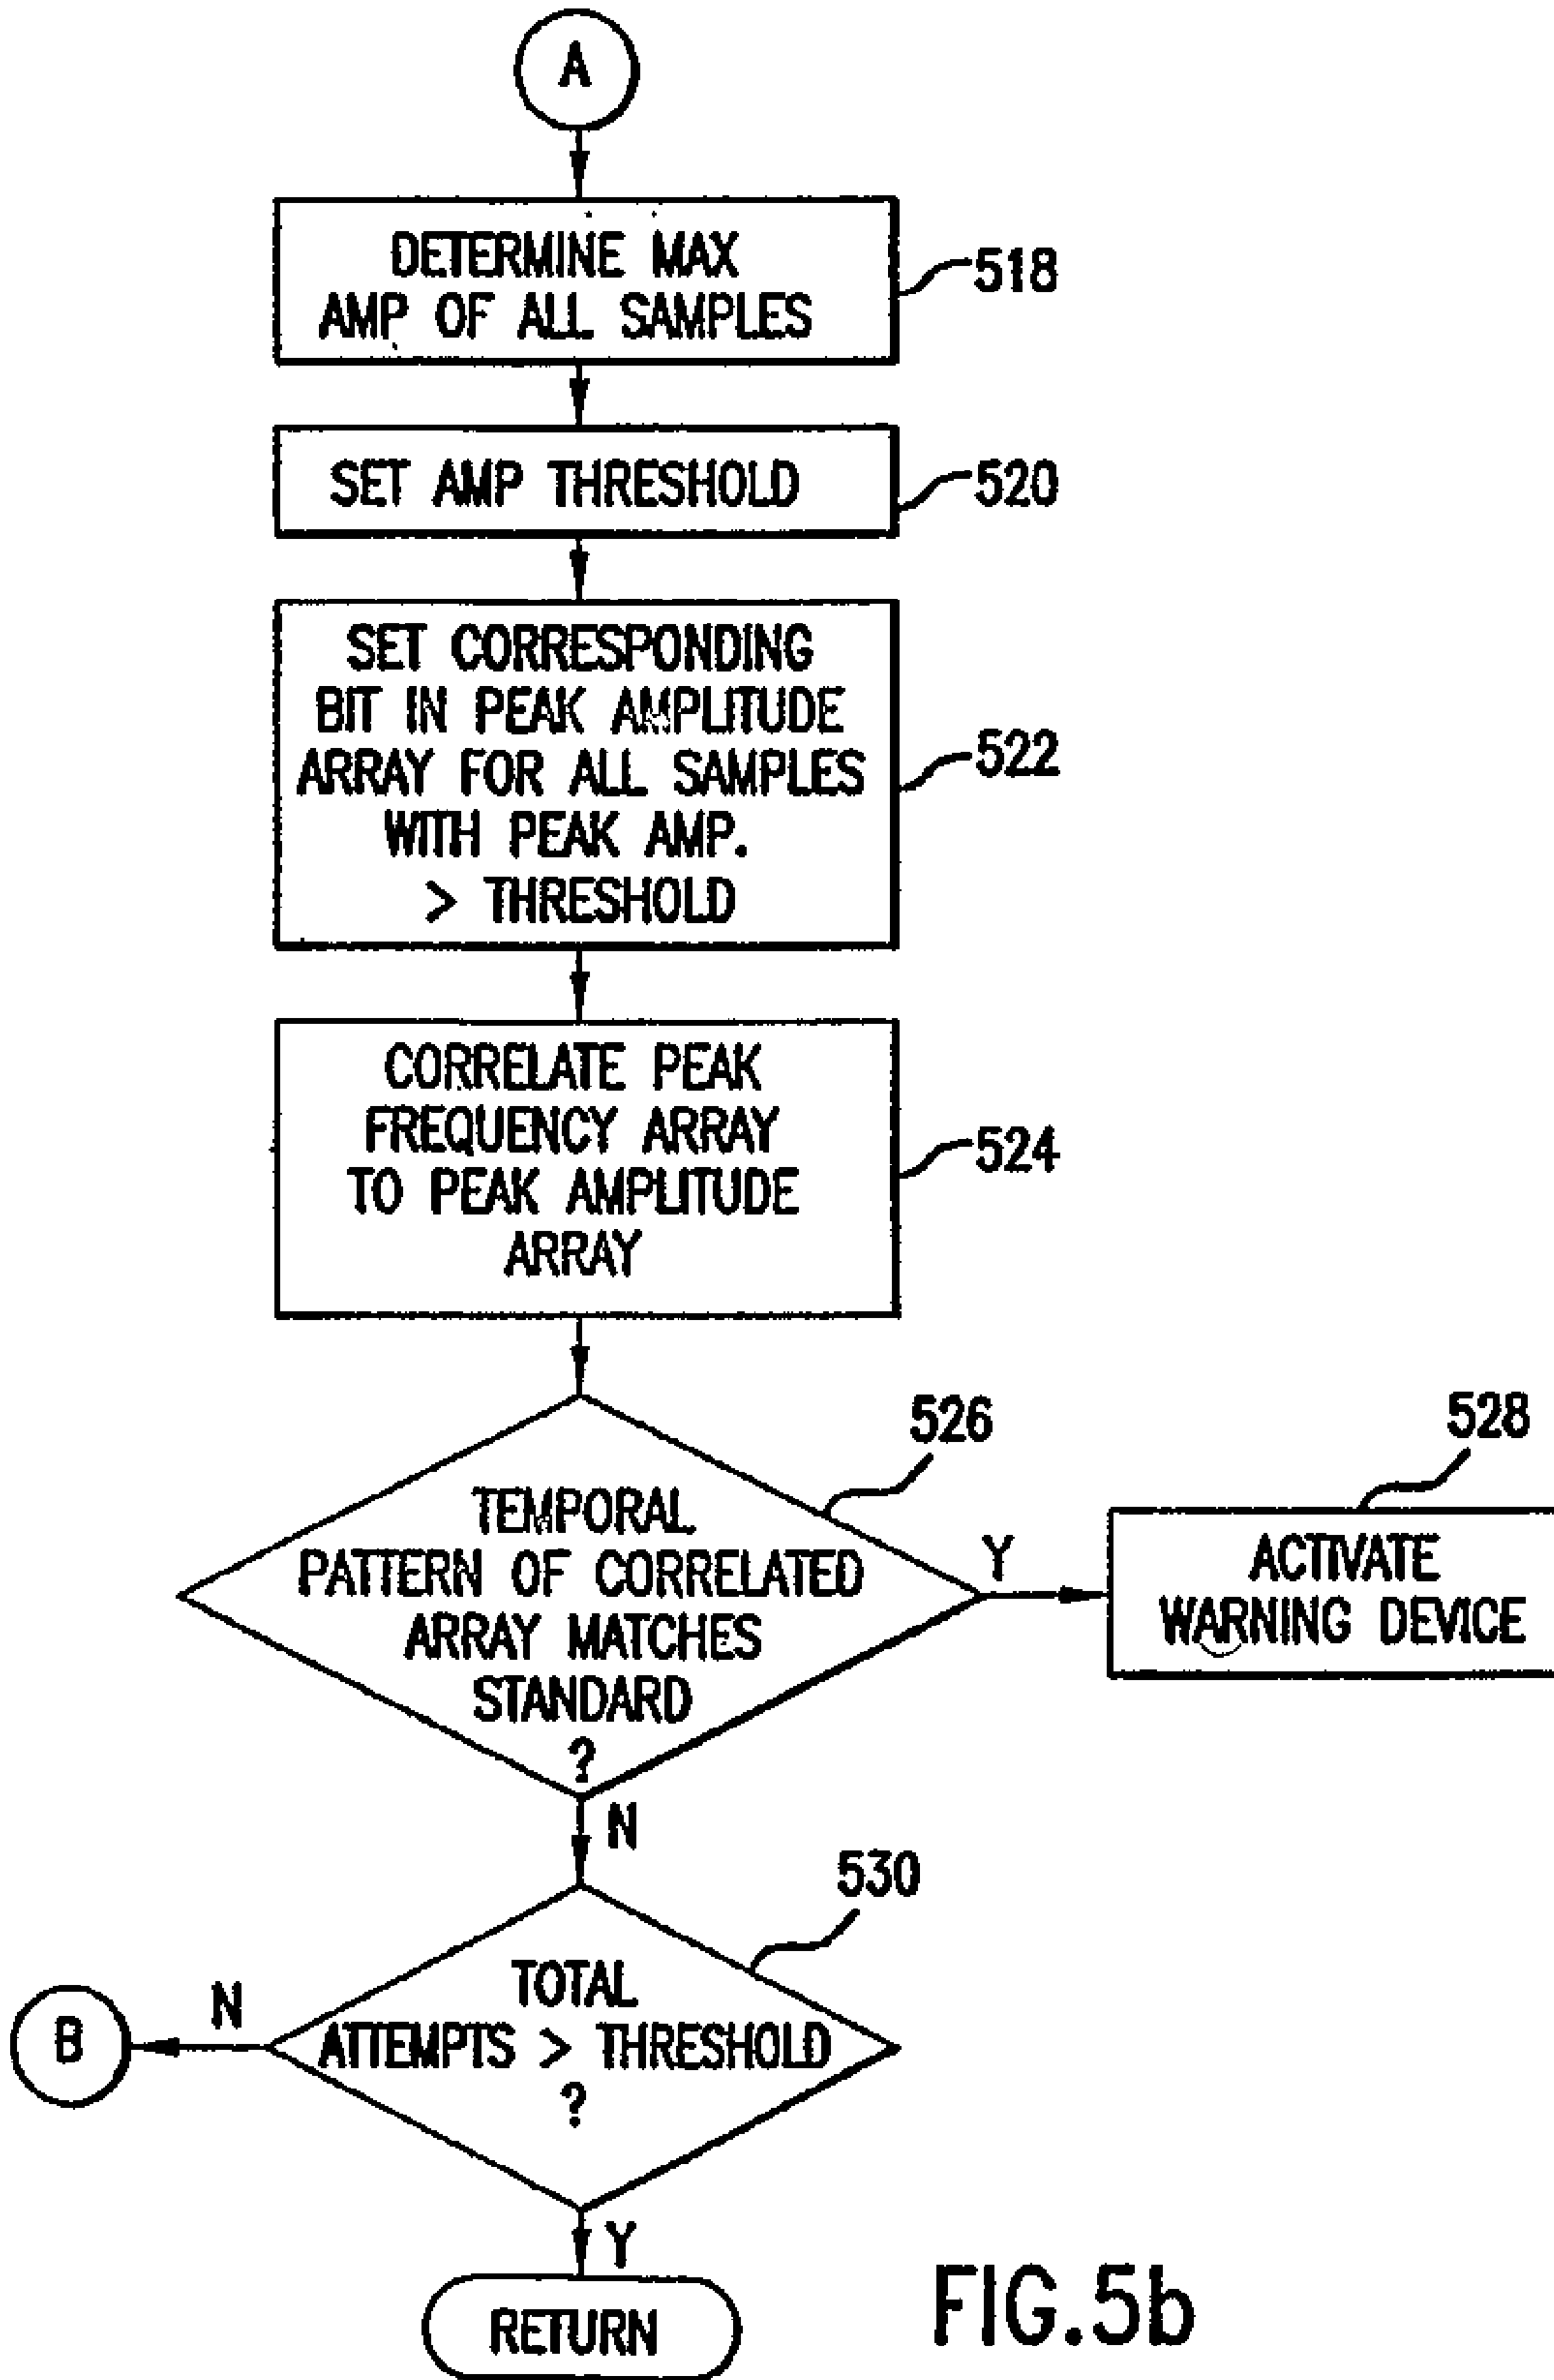 A
DETERMINE MAX
AMP OF ALL SAMPLES
518
SET AMP THRESHOLD
520
SET CORRESPONDING
BIT IN PEAK AMPLITUDE
ARRAY FOR ALL SAMPLES
WITH PEAK AMP.
> THRESHOLD
522
CORRELATE PEAK
FREQUENCY ARRAY
TO PEAK AMPLITUDE
ARRAY
524
526
TEMPORAL
PATTERN OF CORRELATED
ARRAY MATCHES
STANDARD
?
Y
528
ACTIVATE
WARNING DEVICE
N
530
TOTAL
ATTEMPTS > THRESHOLD
?
N
B
Y
RETURN
FIG.5b